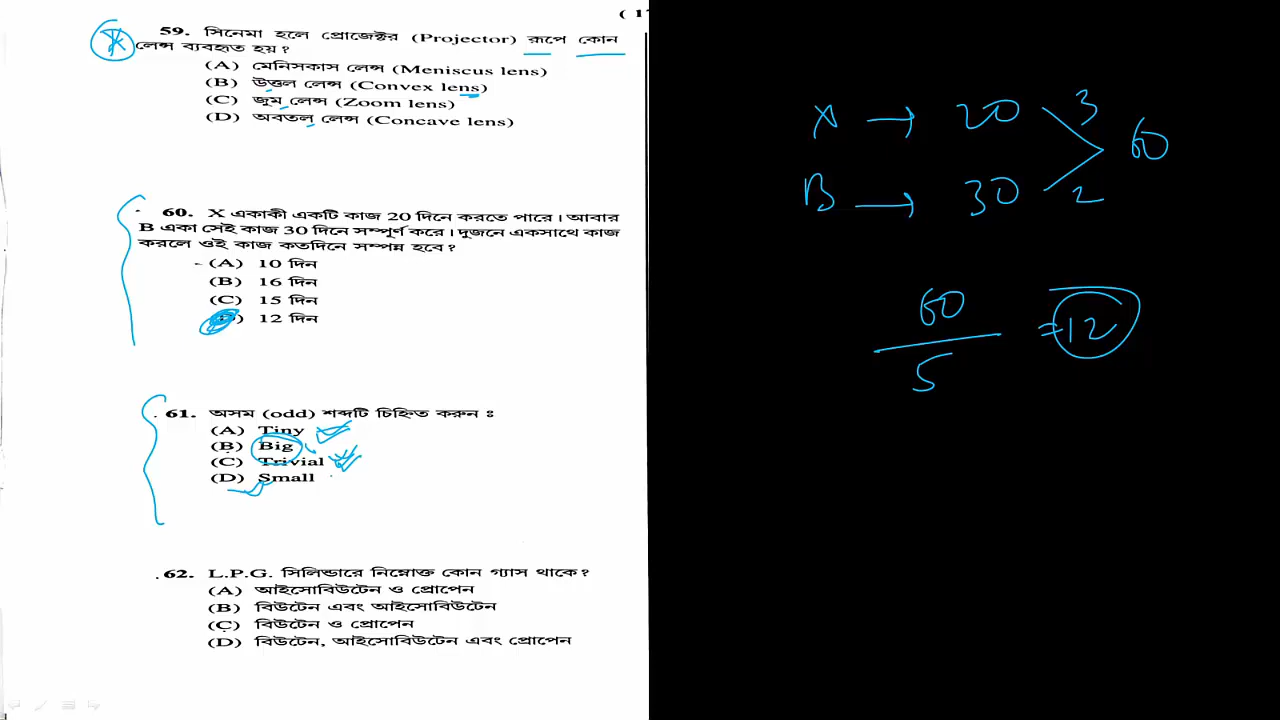 ( 1
59. সিনেমা হলে প্রোজেক্টর (Projector) রূপে কোন
লেন্স ব্যবহৃত হয়?
(A) মেনিসকাস লেন্স (Meniscus lens)
(B) উত্তল লেন্স (Convex lens)
(C) জুম লেন্স (Zoom lens)
(D) অবতল লেন্স (Concave lens)
60. X একাকী একটি কাজ 20 দিনে করতে পারে। আবার
B একা সেই কাজ 30 দিনে সম্পূর্ণ করে। দুজনে একসাথে কাজ
করলে ওই কাজ কতদিনে সম্পন্ন হবে?
(A) 10 দিন
(B) 16 দিন
(C) 15 দিন
12 দিন
61. অসম (odd) শব্দটি চিহ্নিত করুন ঃ
(A) Tiny
(B) Big
(C) Trivial
(D) Small
62. L.P.G. সিলিন্ডারে নিম্নোক্ত কোন গ্যাস থাকে?
(A) আইসোবিউটেন ও প্রোপেন
(B) বিউটেন এবং আইসোবিউটেন
(C) বিউটেন ও প্রোপেন
(D) বিউটেন, আইসোবিউটেন এবং প্রোপেন
X → 20 3
60
B → 30 2
60
5
= 12